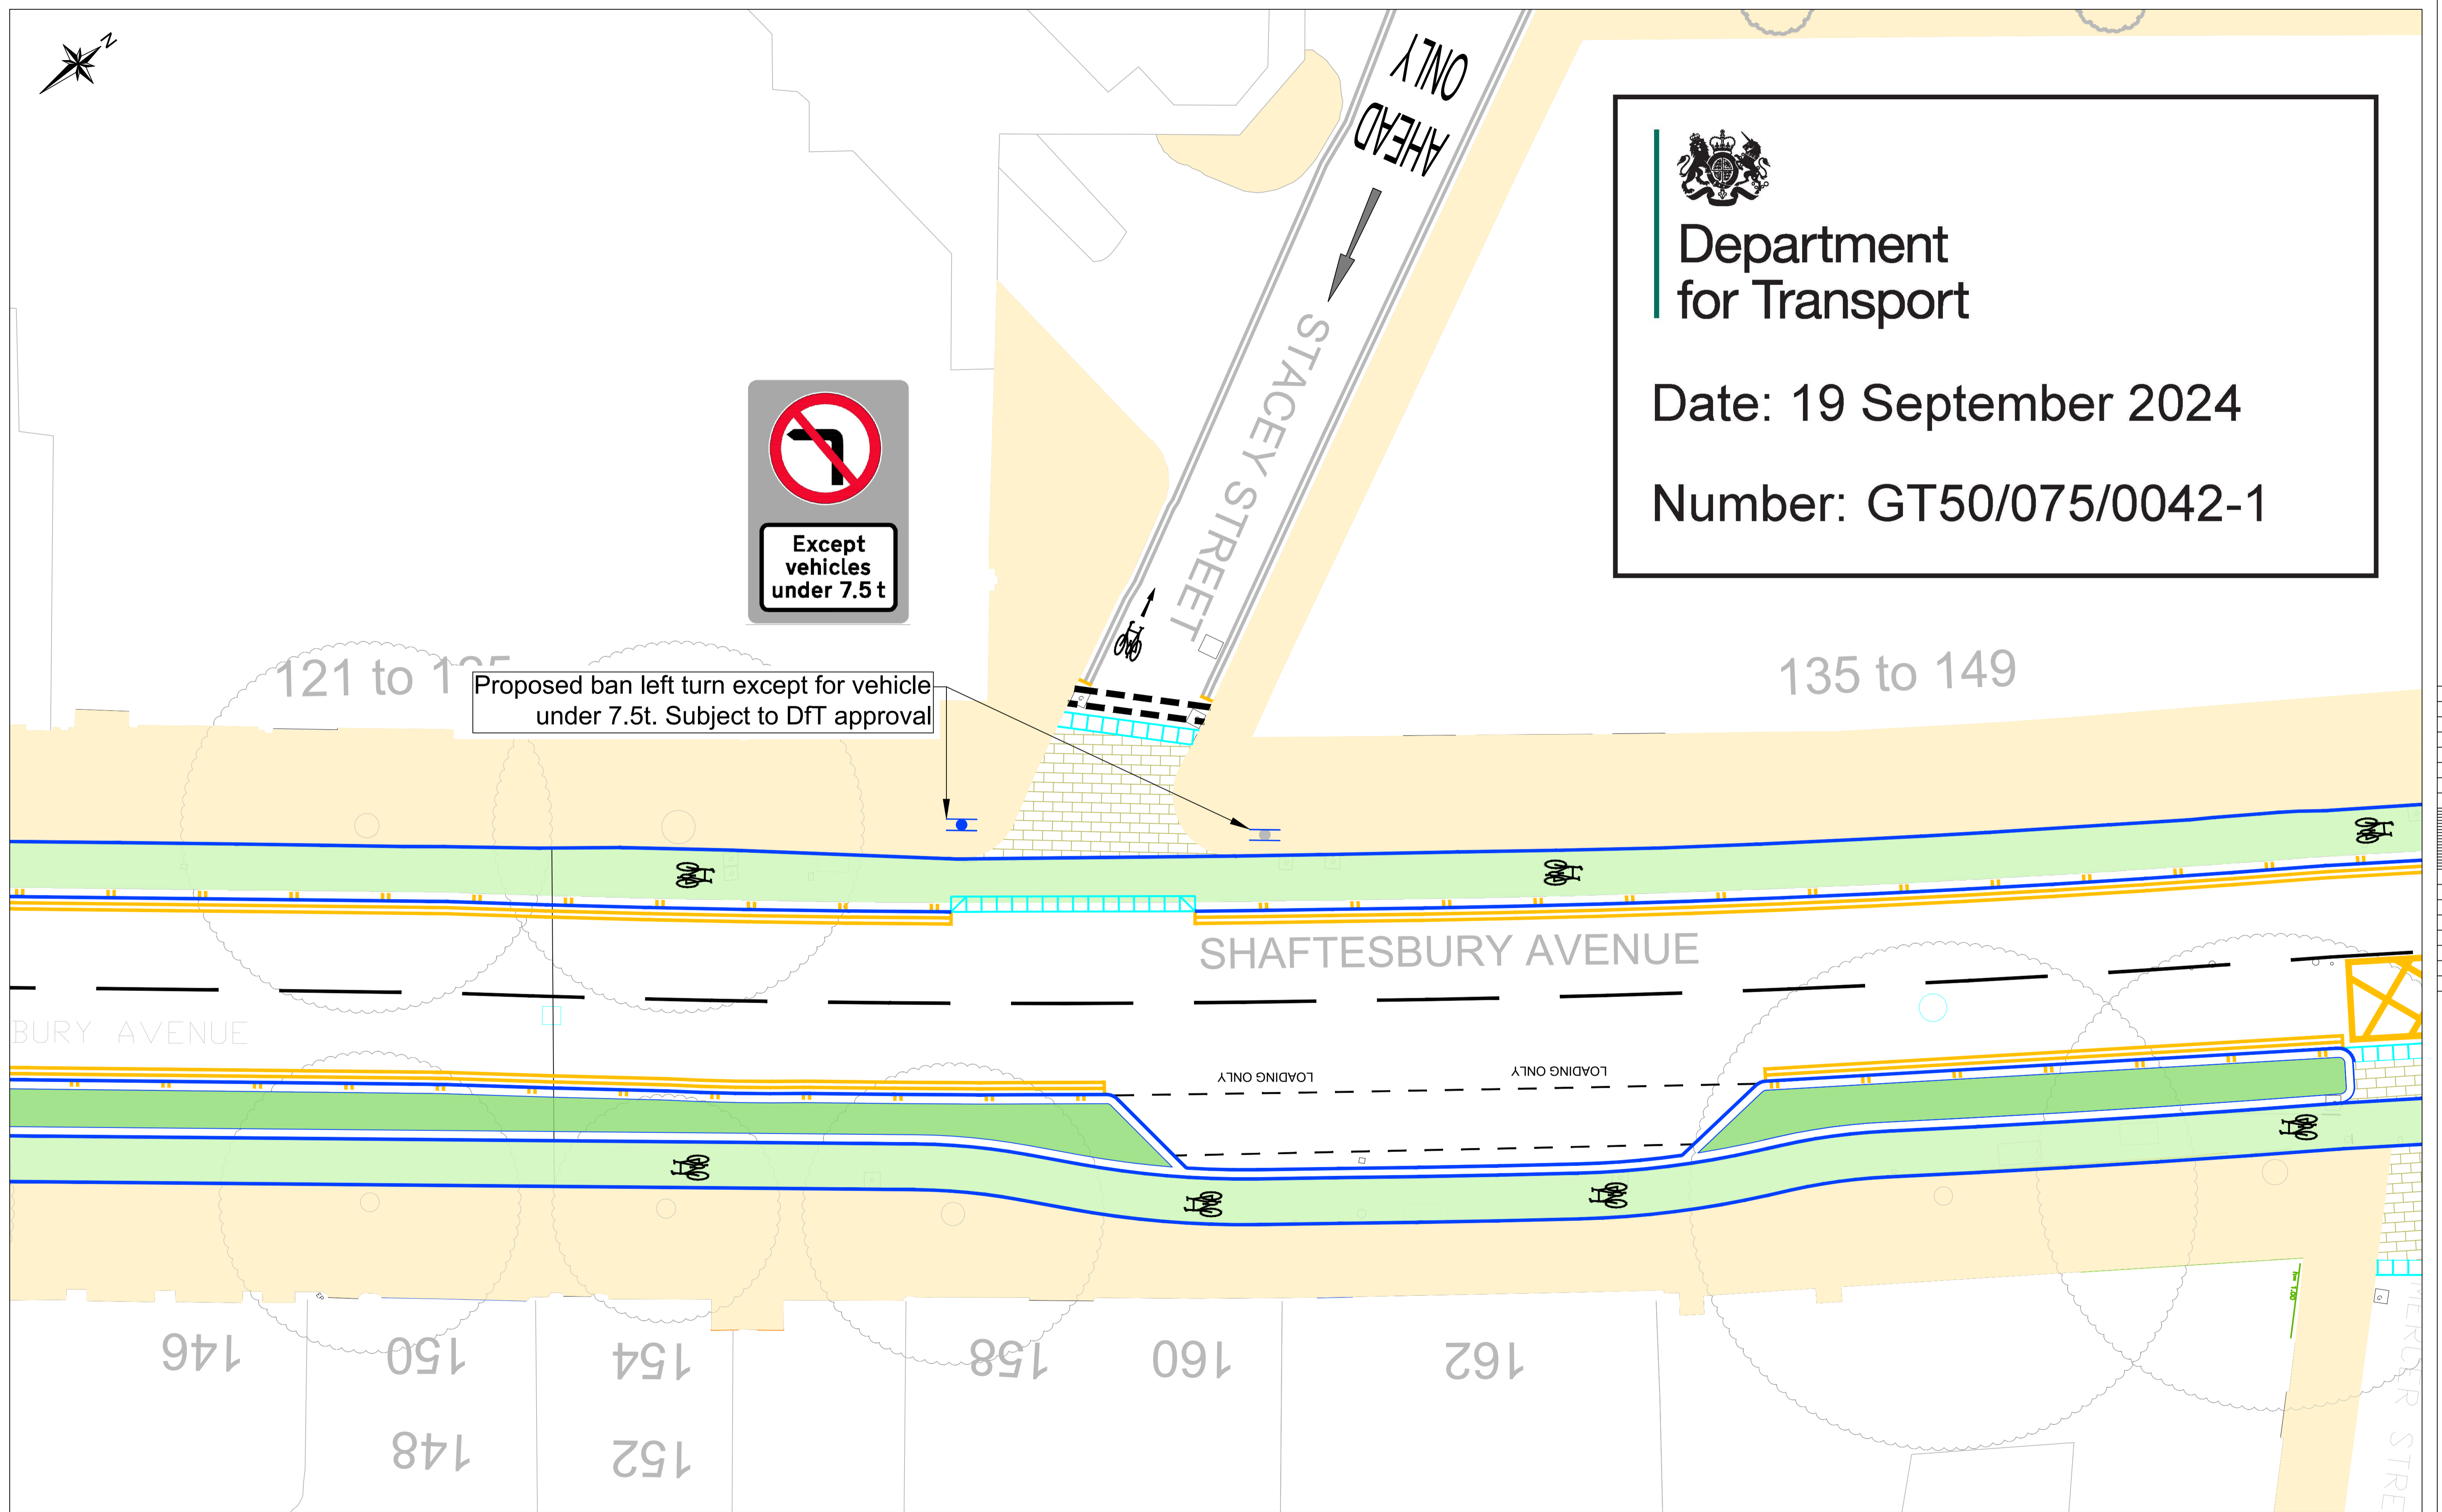 N
ONLY
AHEAD
STACEY STREET
Department
for Transport
Date: 19 September 2024
Number: GT50/075/0042-1
Except
vehicles
under 7.5 t
121 to
Proposed ban left turn except for vehicle
under 7.5t. Subject to DfT approval
135 to 149
SHAFTESBURY AVENUE
BURY AVENUE
LOADING ONLY
LOADING ONLY
146
150
154
158
160
162
148
152